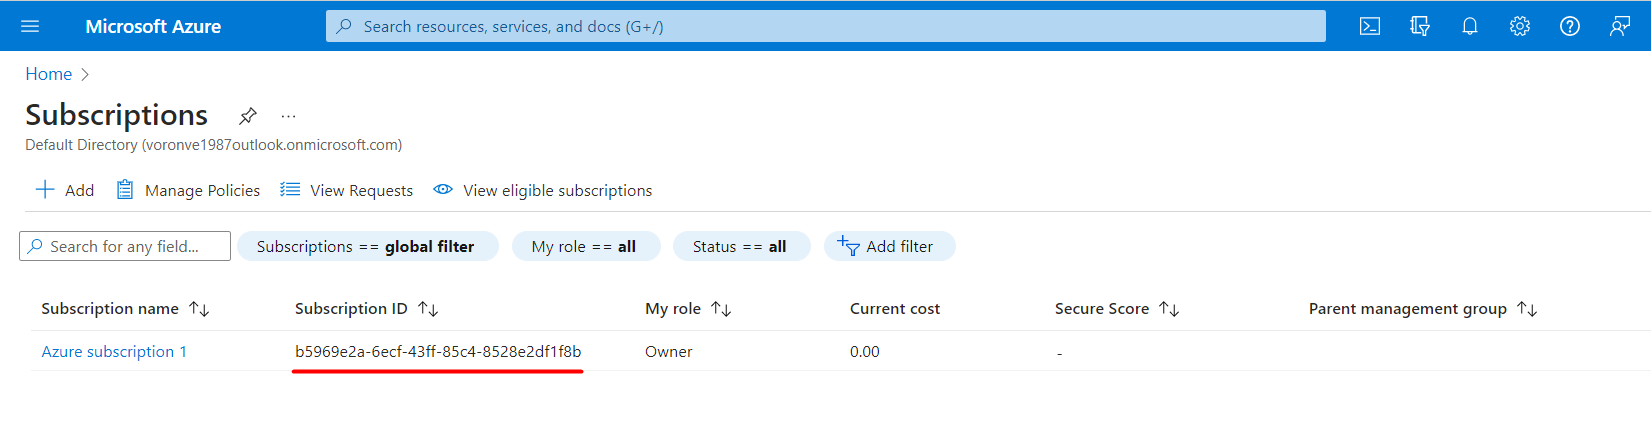 Microsoft Azure Search resources, services, and docs (G+/)
Home
Subscriptions ...
Default Directory (voronve1987outlook.onmicrosoft.com)
Add Manage Policies View Requests View eligible subscriptions
Search for any field... Subscriptions == global filter My role == all Status == all Add filter
Subscription name Subscription ID My role Current cost Secure Score Parent management group
Azure subscription 1 b5969e2a-6ecf-43ff-85c4-8528e2df1f8b Owner 0.00 -